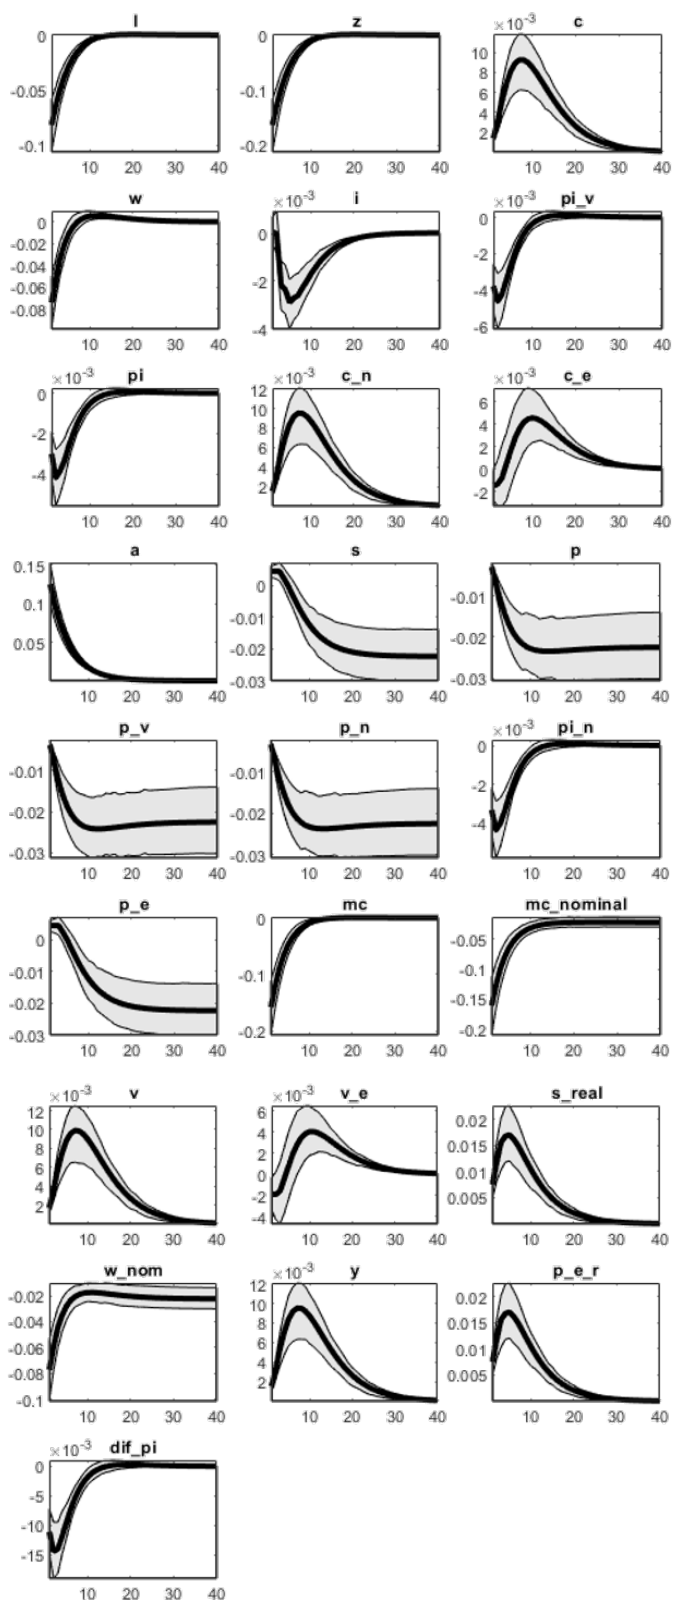 l z c
×10⁻³
0 0 10
8
-0.05 -0.1 6
4
2
-0.1 -0.2
10 20 30 40 10 20 30 40 10 20 30 40
w i pi_v
×10⁻³ ×10⁻³
0 0 0
-0.02 -2
-0.04 -2
-0.06 -4
-0.08
-4 -6
10 20 30 40 10 20 30 40 10 20 30 40
pi c_n c_e
×10⁻³ ×10⁻³ ×10⁻³
0 12 6
10 4
-2 8 2
6 0
-4 4 -2
2
10 20 30 40 10 20 30 40 10 20 30 40
a s p
0.15 0 -0.01
0.1 -0.01 -0.02
0.05 -0.02
-0.03 -0.03
10 20 30 40 10 20 30 40 10 20 30 40
p_v p_n pi_n
×10⁻³
-0.01 -0.01 0
-0.02 -0.02 -2
-0.03 -0.03 -4
10 20 30 40 10 20 30 40 10 20 30 40
p_e mc mc_nominal
0 0 -0.05
-0.01 -0.1 -0.1
-0.02 -0.15
-0.03 -0.2 -0.2
10 20 30 40 10 20 30 40 10 20 30 40
v v_e s_real
×10⁻³ ×10⁻³
12 6 0.02
10 4 0.015
8 2 0.01
6 0 0.005
4 -2
2 -4
10 20 30 40 10 20 30 40 10 20 30 40
w_nom y p_e_r
×10⁻³
-0.02 12 0.02
-0.04 10 0.015
-0.06 8 0.01
-0.08 6 0.005
-0.1 4
2
10 20 30 40 10 20 30 40 10 20 30 40
dif_pi
×10⁻³
0
-5
-10
-15
10 20 30 40